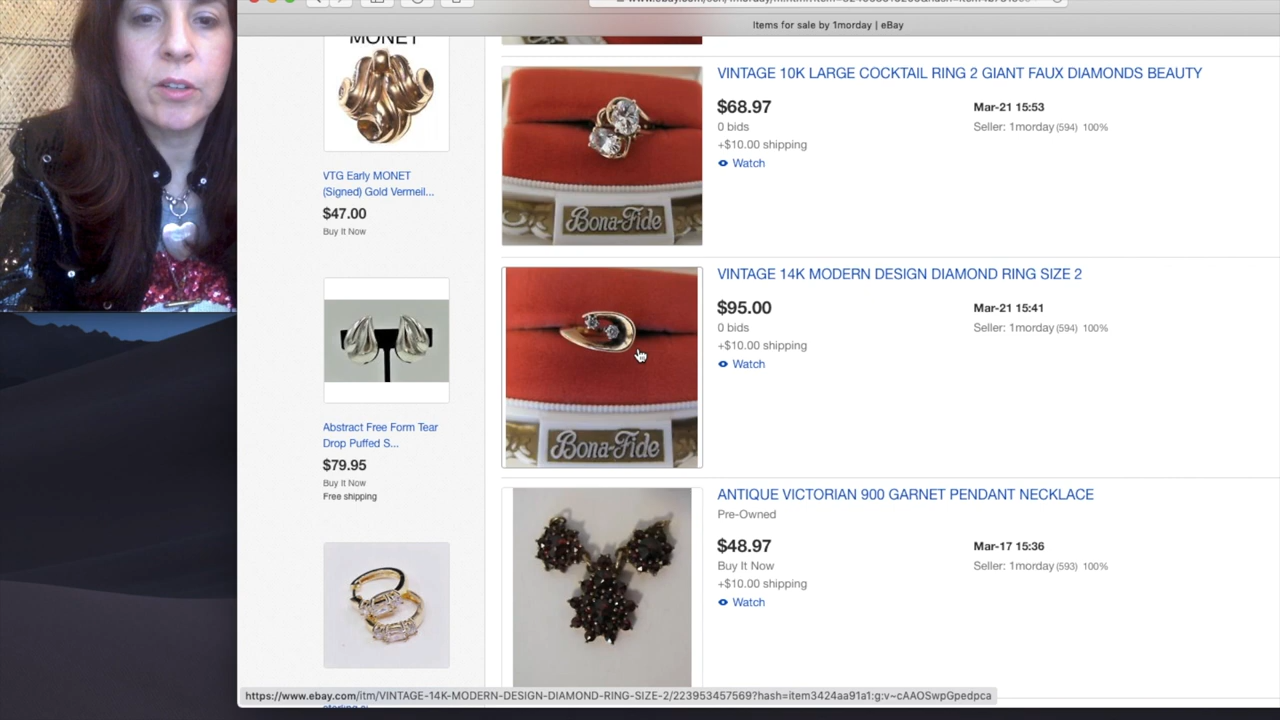 Items for sale by 1morday | eBay
MONET
VTG Early MONET
(Signed) Gold Vermeil...
$47.00
Buy It Now
Abstract Free Form Tear
Drop Puffed S...
$79.95
Buy It Now
Free shipping
VINTAGE 10K LARGE COCKTAIL RING 2 GIANT FAUX DIAMONDS BEAUTY
$68.97
Mar-21 15:53
0 bids
Seller: 1morday (594) 100%
+$10.00 shipping
Watch
Bona-Fide
VINTAGE 14K MODERN DESIGN DIAMOND RING SIZE 2
$95.00
Mar-21 15:41
0 bids
Seller: 1morday (594) 100%
+$10.00 shipping
Watch
Bona-Fide
ANTIQUE VICTORIAN 900 GARNET PENDANT NECKLACE
Pre-Owned
$48.97
Mar-17 15:36
Buy It Now
Seller: 1morday (593) 100%
+$10.00 shipping
Watch
https://www.ebay.com/itm/VINTAGE-14K-MODERN-DESIGN-DIAMOND-RING-SIZE-2/223953457569?hash=item3424aa91a1:g:v~cAAOSwpGpedpca